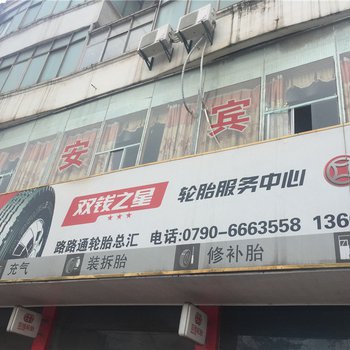 安 宾
双钱之星 轮胎服务中心
路路通轮胎总汇 电话:0790-6663558 136
充气 装拆胎 修补胎